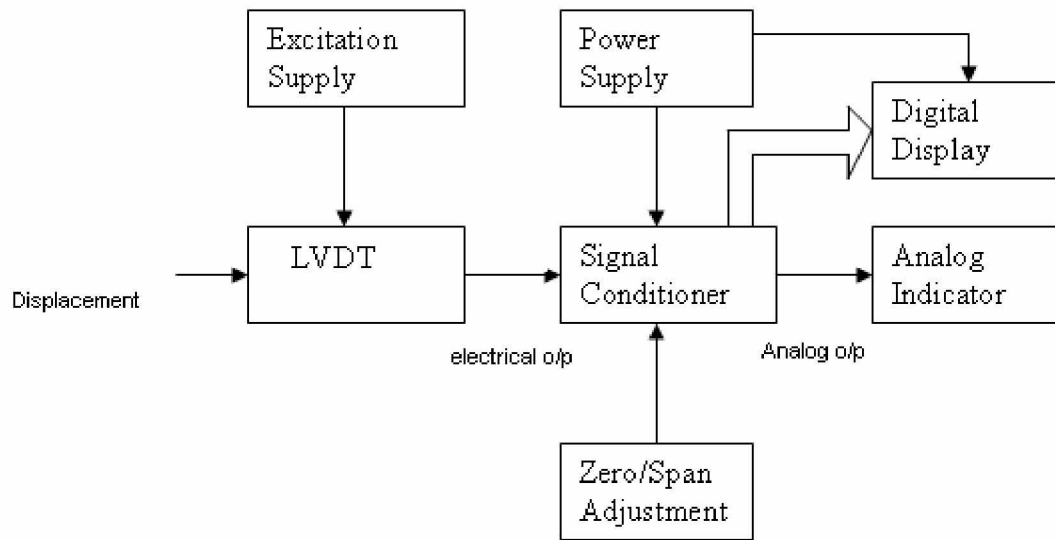 Excitation
Supply
Power
Supply
Digital
Display
LVDT
Signal
Conditioner
Analog
Indicator
Displacement
electrical o/p
Analog o/p
Zero/Span
Adjustment